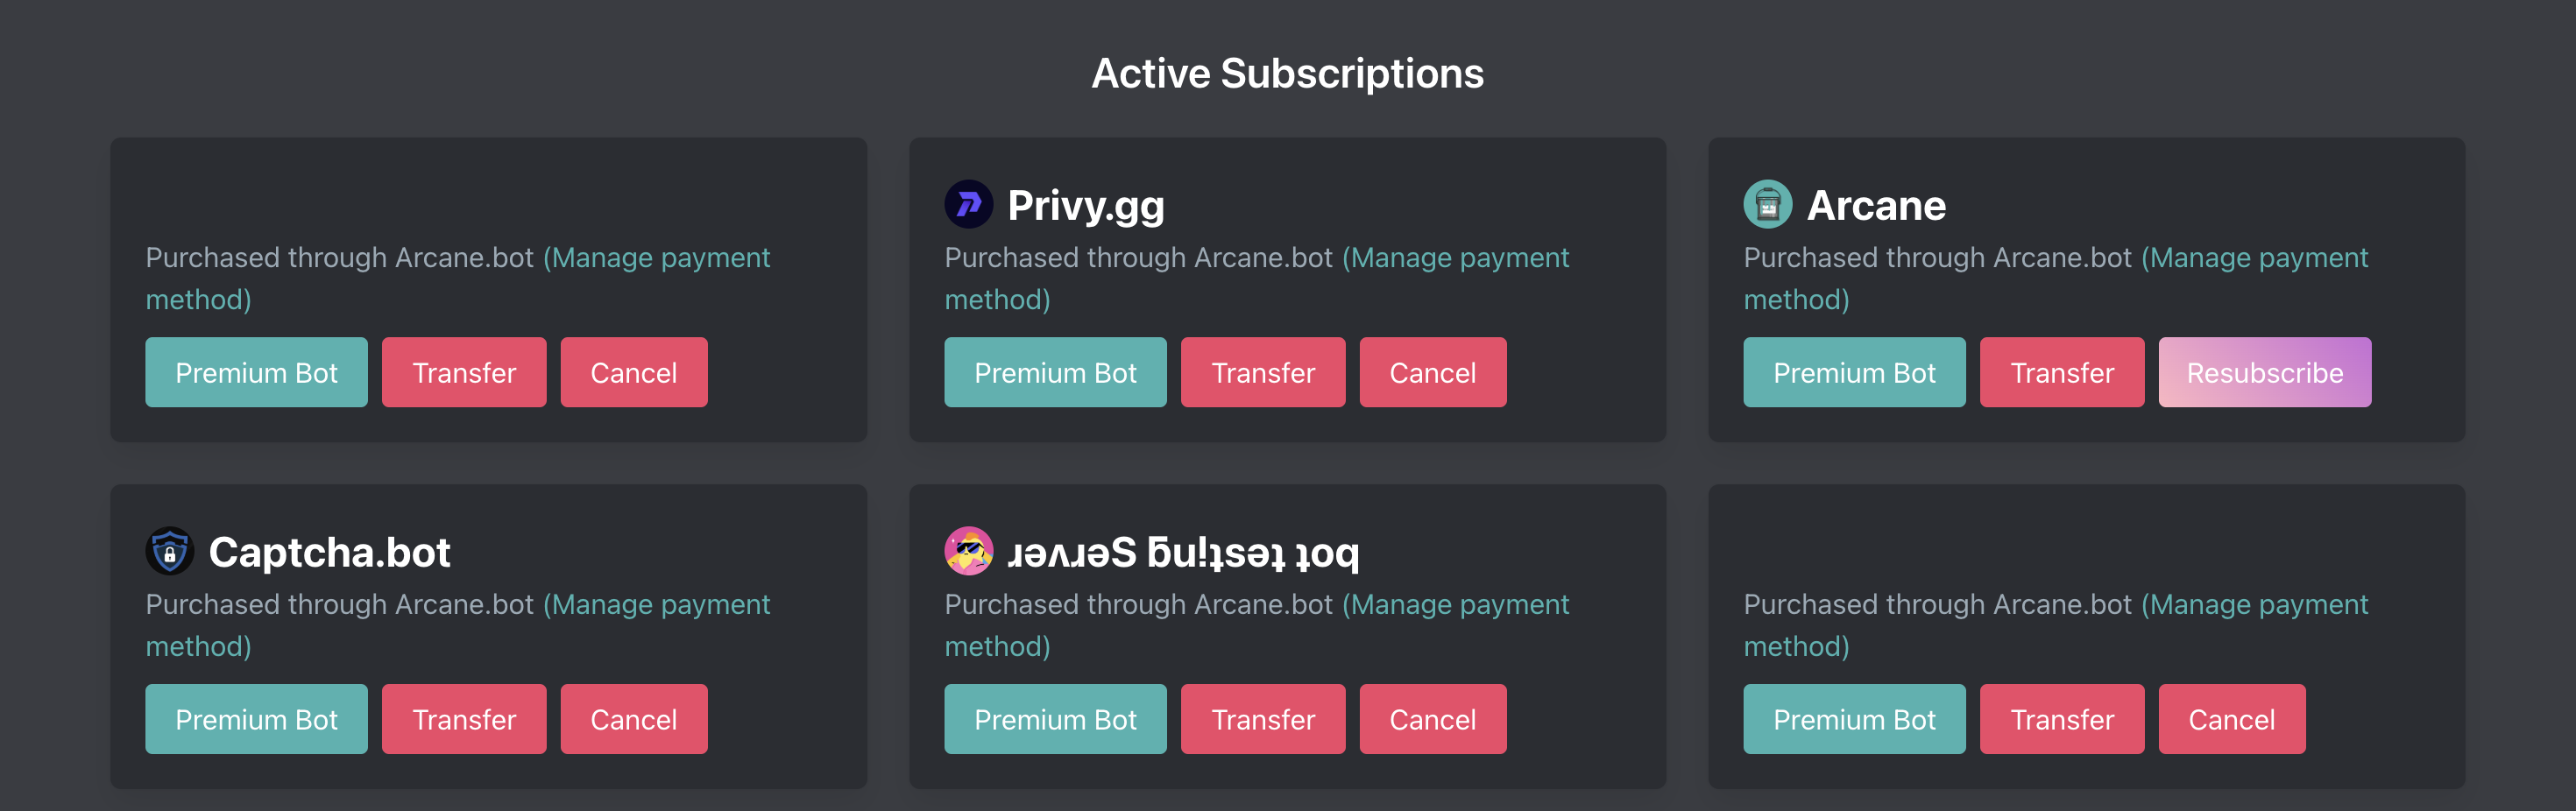 Active Subscriptions
Purchased through Arcane.bot (Manage payment
method)
Premium Bot Transfer Cancel
Privy.gg
Purchased through Arcane.bot (Manage payment
method)
Premium Bot Transfer Cancel
Arcane
Purchased through Arcane.bot (Manage payment
method)
Premium Bot Transfer Resubscribe
Captcha.bot
Purchased through Arcane.bot (Manage payment
method)
Premium Bot Transfer Cancel
ɹǝʌɹǝS ƃu!ʇsǝʇ ʇoq
Purchased through Arcane.bot (Manage payment
method)
Premium Bot Transfer Cancel
Purchased through Arcane.bot (Manage payment
method)
Premium Bot Transfer Cancel